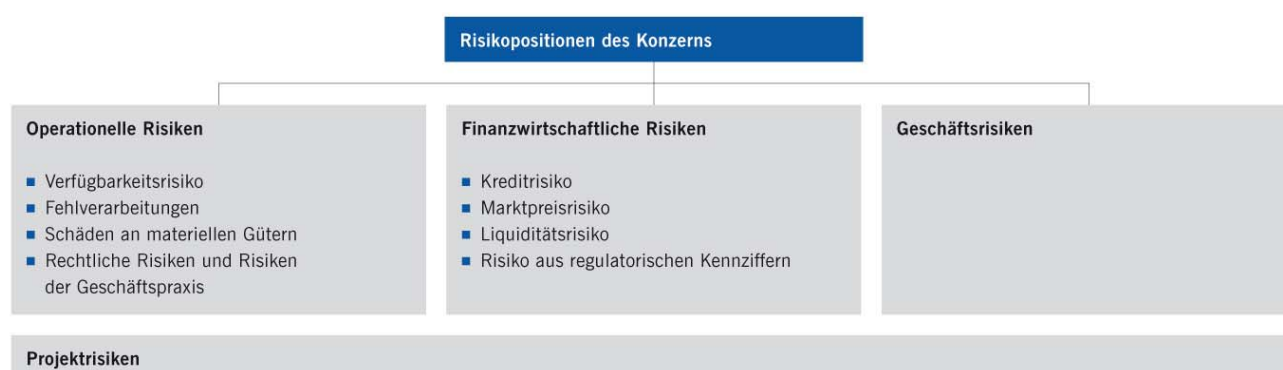 Risikopositionen des Konzerns
Operationelle Risiken
Verfügbarkeitsrisiko
Fehlverarbeitungen
Schäden an materiellen Gütern
Rechtliche Risiken und Risiken
der Geschäftspraxis
Finanzwirtschaftliche Risiken
Kreditrisiko
Marktpreisrisiko
Liquiditätsrisiko
Risiko aus regulatorischen Kennziffern
Geschäftsrisiken
Projektrisiken